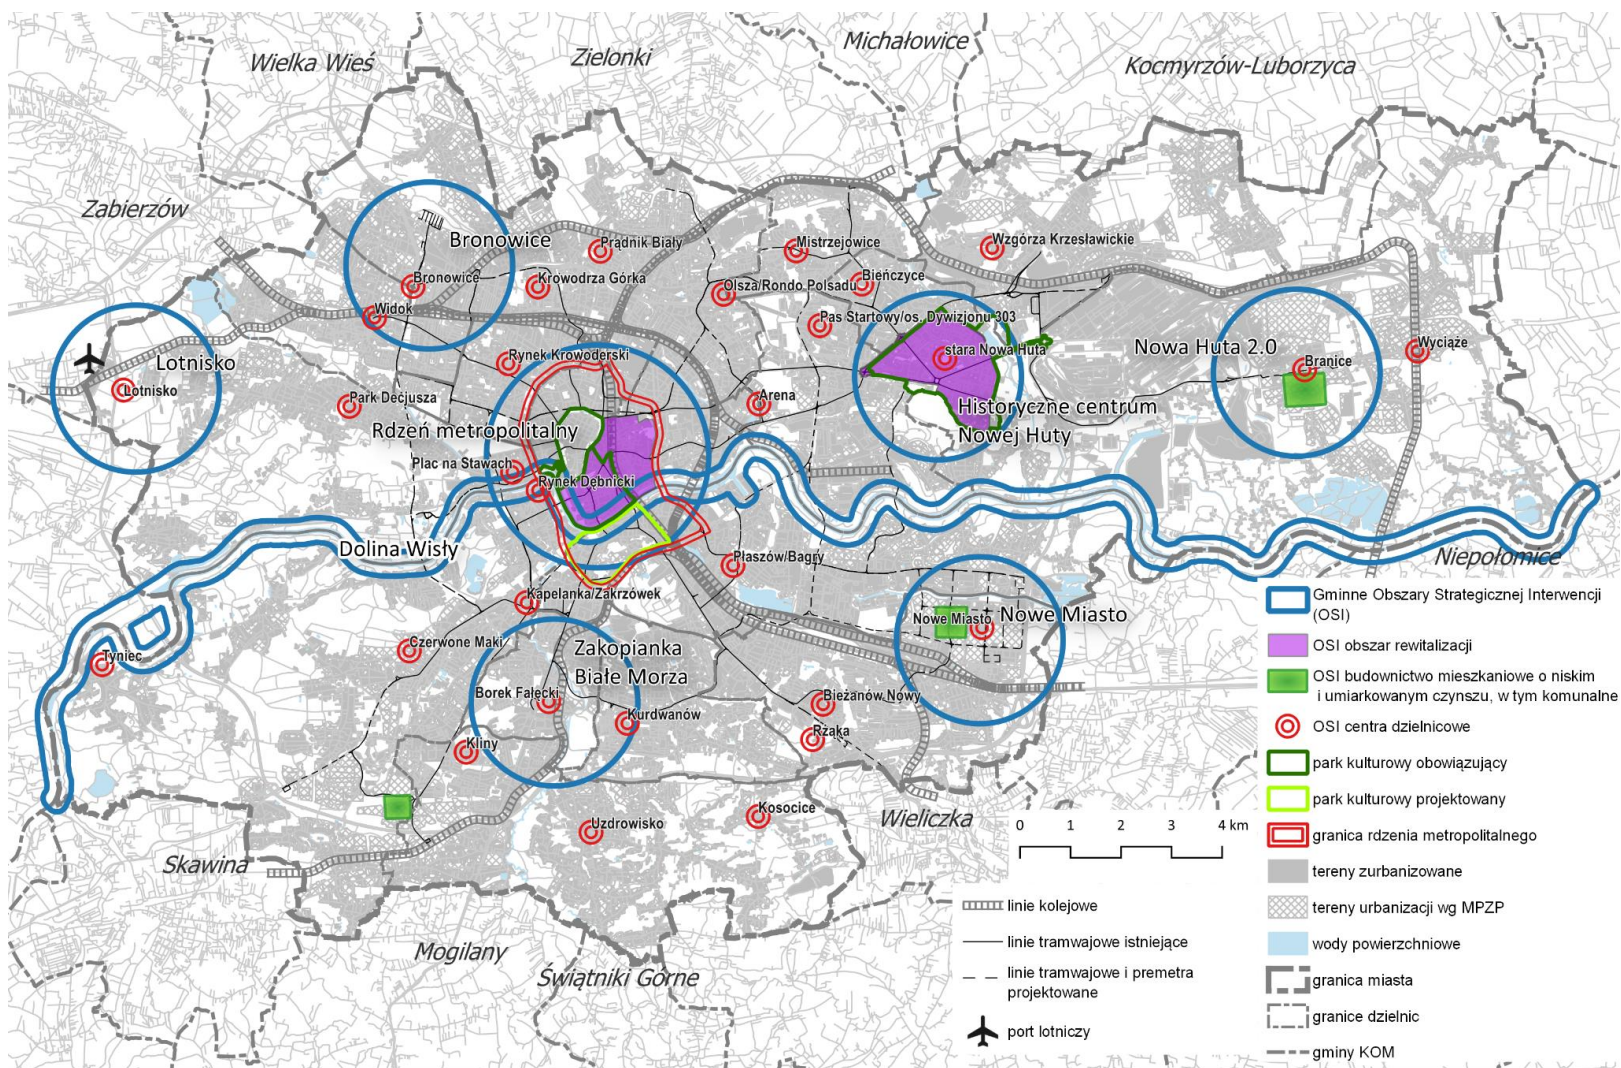 Wielka Wieś
Zielonki
Michałowice
Kocmyrzów-Luborzyca
Zabierzów
Bronowice
Prądnik Biały
Mistrzejowice
Wzgórza Krzesławickie
Bronowice
Krowodrza Górka
Olsza/Rondo Polsadu
Bieńczyce
Widok
Pas Startowy/os. Dywizjonu 303
Lotnisko
Rynek Krowoderski
stara Nowa Huta
Nowa Huta 2.0
Branice
Wyciąże
Lotnisko
Park Decjusza
Arena
Historyczne centrum
Nowej Huty
Rdzeń metropolitalny
Plac na Stawach
Rynek Dębnicki
Dolina Wisły
Płaszów/Bagry
Niepołomice
Kapelanka/Zakrzówek
Nowe Miasto
Nowe Miasto
Czerwone Maki
Tyniec
Zakopianka
Białe Morza
Borek Fałęcki
Kurdwanów
Bieżanów Nowy
Rżąka
Kliny
Kosocice
Uzdrowisko
Wieliczka
Skawina
Mogilany
Świątniki Górne
0 1 2 3 4 km
linie kolejowe
linie tramwajowe istniejące
linie tramwajowe i premetra
projektowane
port lotniczy
Gminne Obszary Strategicznej Interwencji
(OSI)
OSI obszar rewitalizacji
OSI budownictwo mieszkaniowe o niskim
i umiarkowanym czynszu, w tym komunalne
OSI centra dzielnicowe
park kulturowy obowiązujący
park kulturowy projektowany
granica rdzenia metropolitalnego
tereny zurbanizowane
tereny urbanizacji wg MPZP
wody powierzchniowe
granica miasta
granice dzielnic
gminy KOM